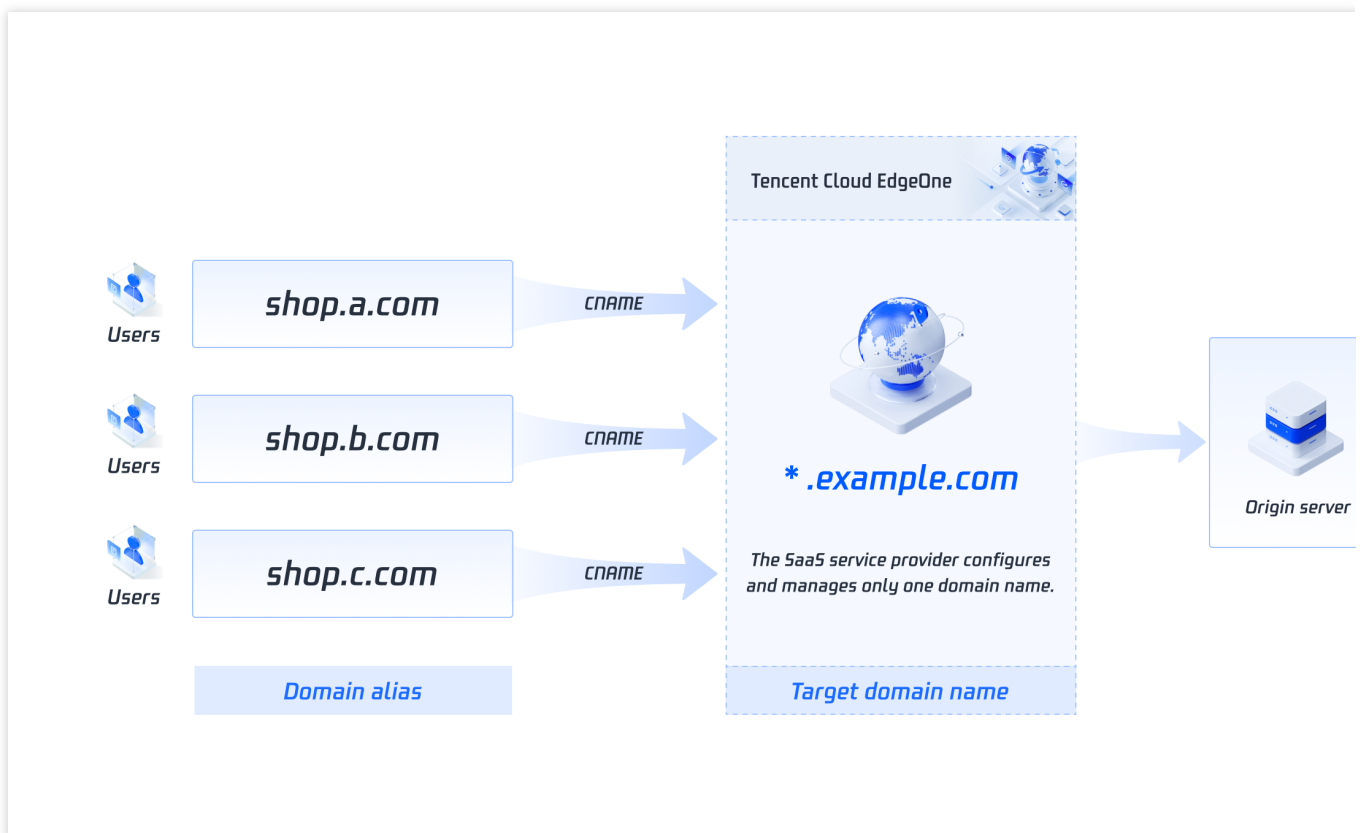 Tencent Cloud EdgeOne
Users
shop.a.com
CNAME
Users
shop.b.com
CNAME
* .example.com
Origin server
Users
shop.c.com
CNAME
The SaaS service provider configures
and manages only one domain name.
Domain alias
Target domain name